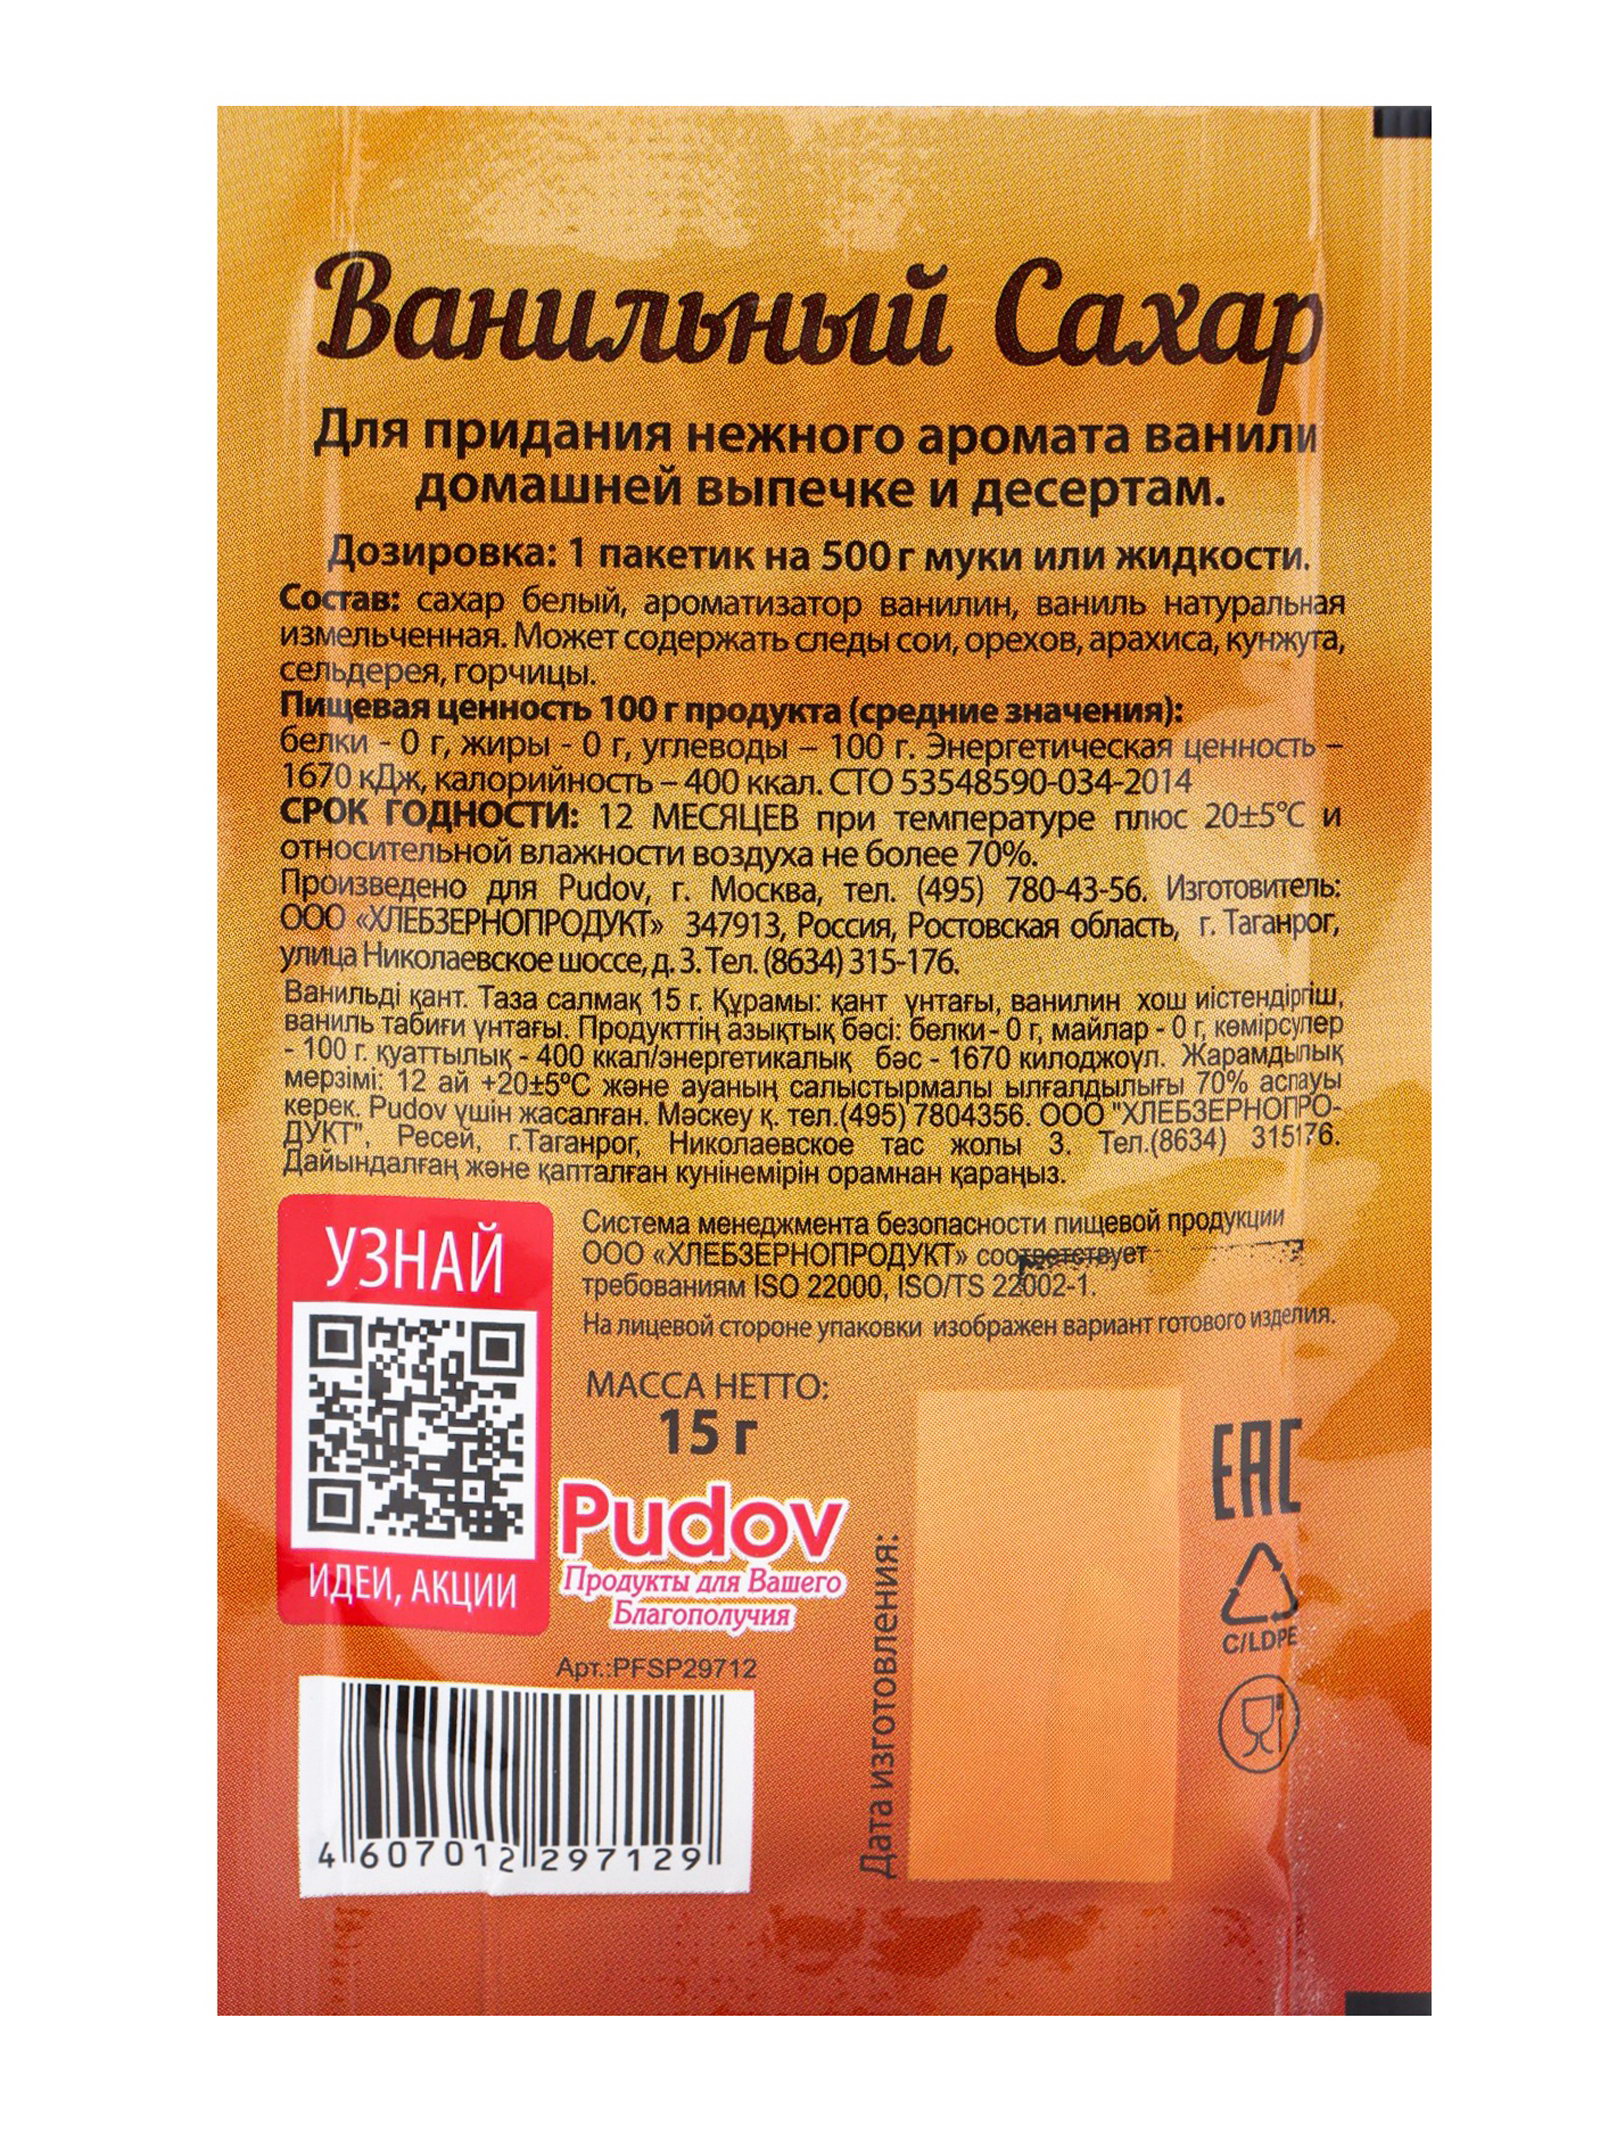 Ванильный Сахар
Для придания нежного аромата ванили
домашней выпечке и десертам.
Дозировка: 1 пакетик на 500 г муки или жидкости.
Состав: сахар белый, ароматизатор ванилин, ваниль натуральная
измельченная. Может содержать следы сои, орехов, арахиса, кунжута,
сельдерея, горчицы.
Пищевая ценность 100 г продукта (средние значения):
белки - 0 г, жиры - 0 г, углеводы – 100 г. Энергетическая ценность –
1670 кДж, калорийность – 400 ккал. СТО 53548590-034-2014
СРОК ГОДНОСТИ: 12 МЕСЯЦЕВ при температуре плюс 20±5°С и
относительной влажности воздуха не более 70%.
Произведено для Pudov, г. Москва, тел. (495) 780-43-56. Изготовитель:
ООО «ХЛЕБЗЕРНОПРОДУКТ» 347913, Россия, Ростовская область, г. Таганрог,
улица Николаевское шоссе, д. 3. Тел. (8634) 315-176.
Ванильді қант. Таза салмақ 15 г. Құрамы: қант ұнтағы, ванилин хош иістендіргіш,
ваниль табиғи ұнтағы. Продукттің азықтық бәсі: белки - 0 г, майлар - 0 г, көмірсулер
- 100 г. қуаттылық - 400 ккал/энергетикалық бәс - 1670 килоджоул. Жарамдылық
мерзімі: 12 ай +20±5ºС және ауаның салыстырмалы ылғалдылығы 70% аспауы
керек. Pudov үшін жасалған. Мәскеу қ. тел.(495) 7804356. ООО "ХЛЕБЗЕРНОПРО-
ДУКТ", Ресей, г.Таганрог, Николаевское тас жолы 3. Тел.(8634) 315176.
Дайындалған және қапталған күнінемірін орамнан қараңыз.
УЗНАЙ
ИДЕИ, АКЦИИ
Система менеджмента безопасности пищевой продукции
ООО «ХЛЕБЗЕРНОПРОДУКТ» соответствует
требованиям ISO 22000, ISO/TS 22002-1.
На лицевой стороне упаковки изображен вариант готового изделия.
МАССА НЕТТО:
15 г
Pudov
Продукты для Вашего
Благополучия
Арт.:PFSP29712
4 607012 297129
Дата изготовления:
EAC
C/LDPE